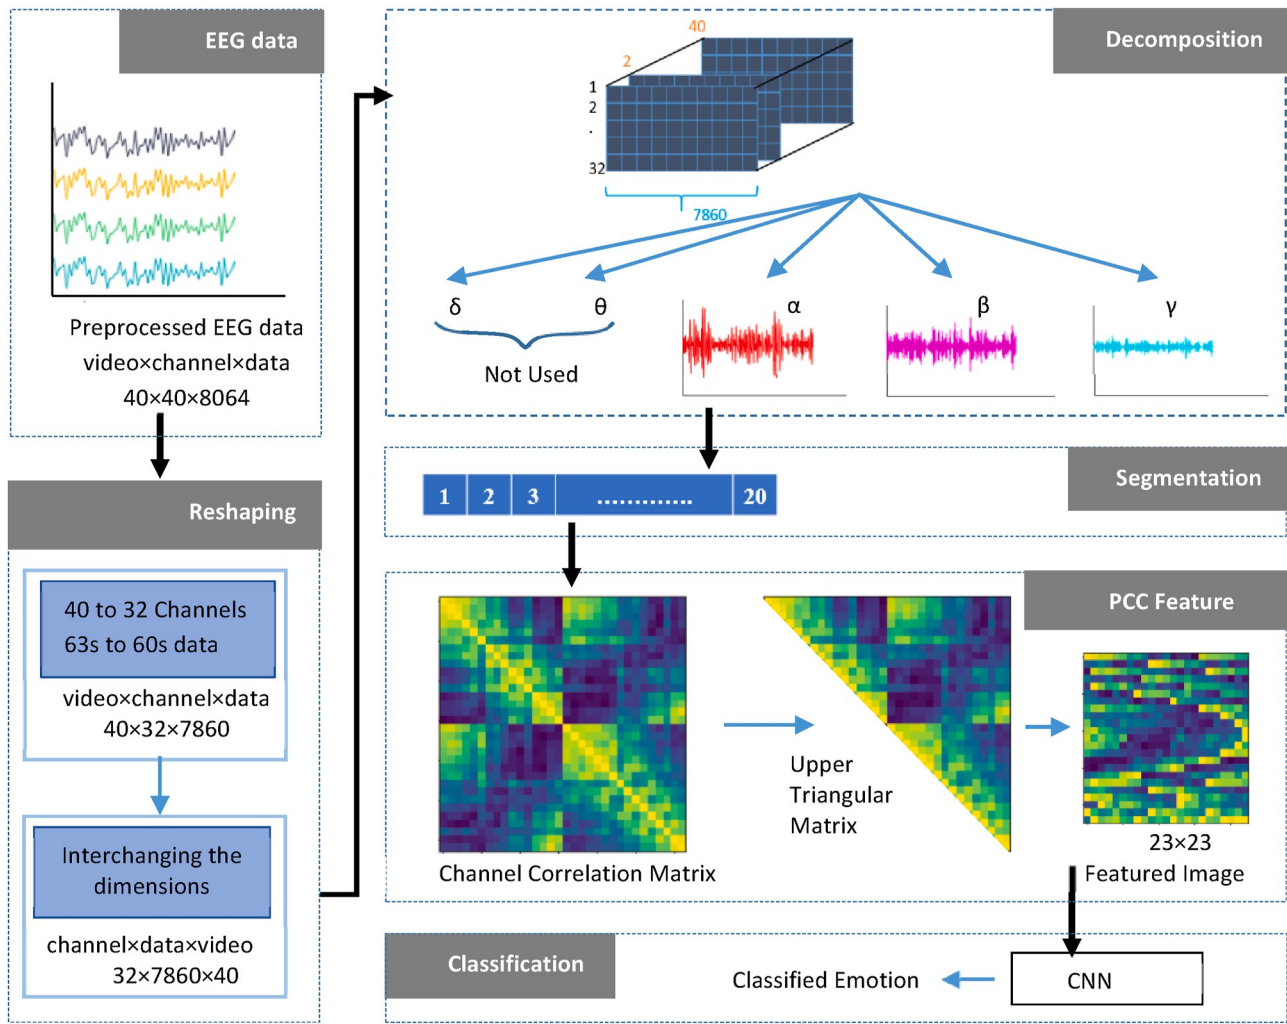 EEG data
Preprocessed EEG data
video×channel×data
40×40×8064
Reshaping
40 to 32 Channels
63s to 60s data
video×channel×data
40×32×7860
Interchanging the
dimensions
channel×data×video
32×7860×40
Decomposition
40
2
1
2
.
32
7860
δ θ α β γ
Not Used
Segmentation
1 2 3 ............. 20
PCC Feature
Upper
Triangular
Matrix
Channel Correlation Matrix
23×23
Featured Image
Classification
Classified Emotion
CNN